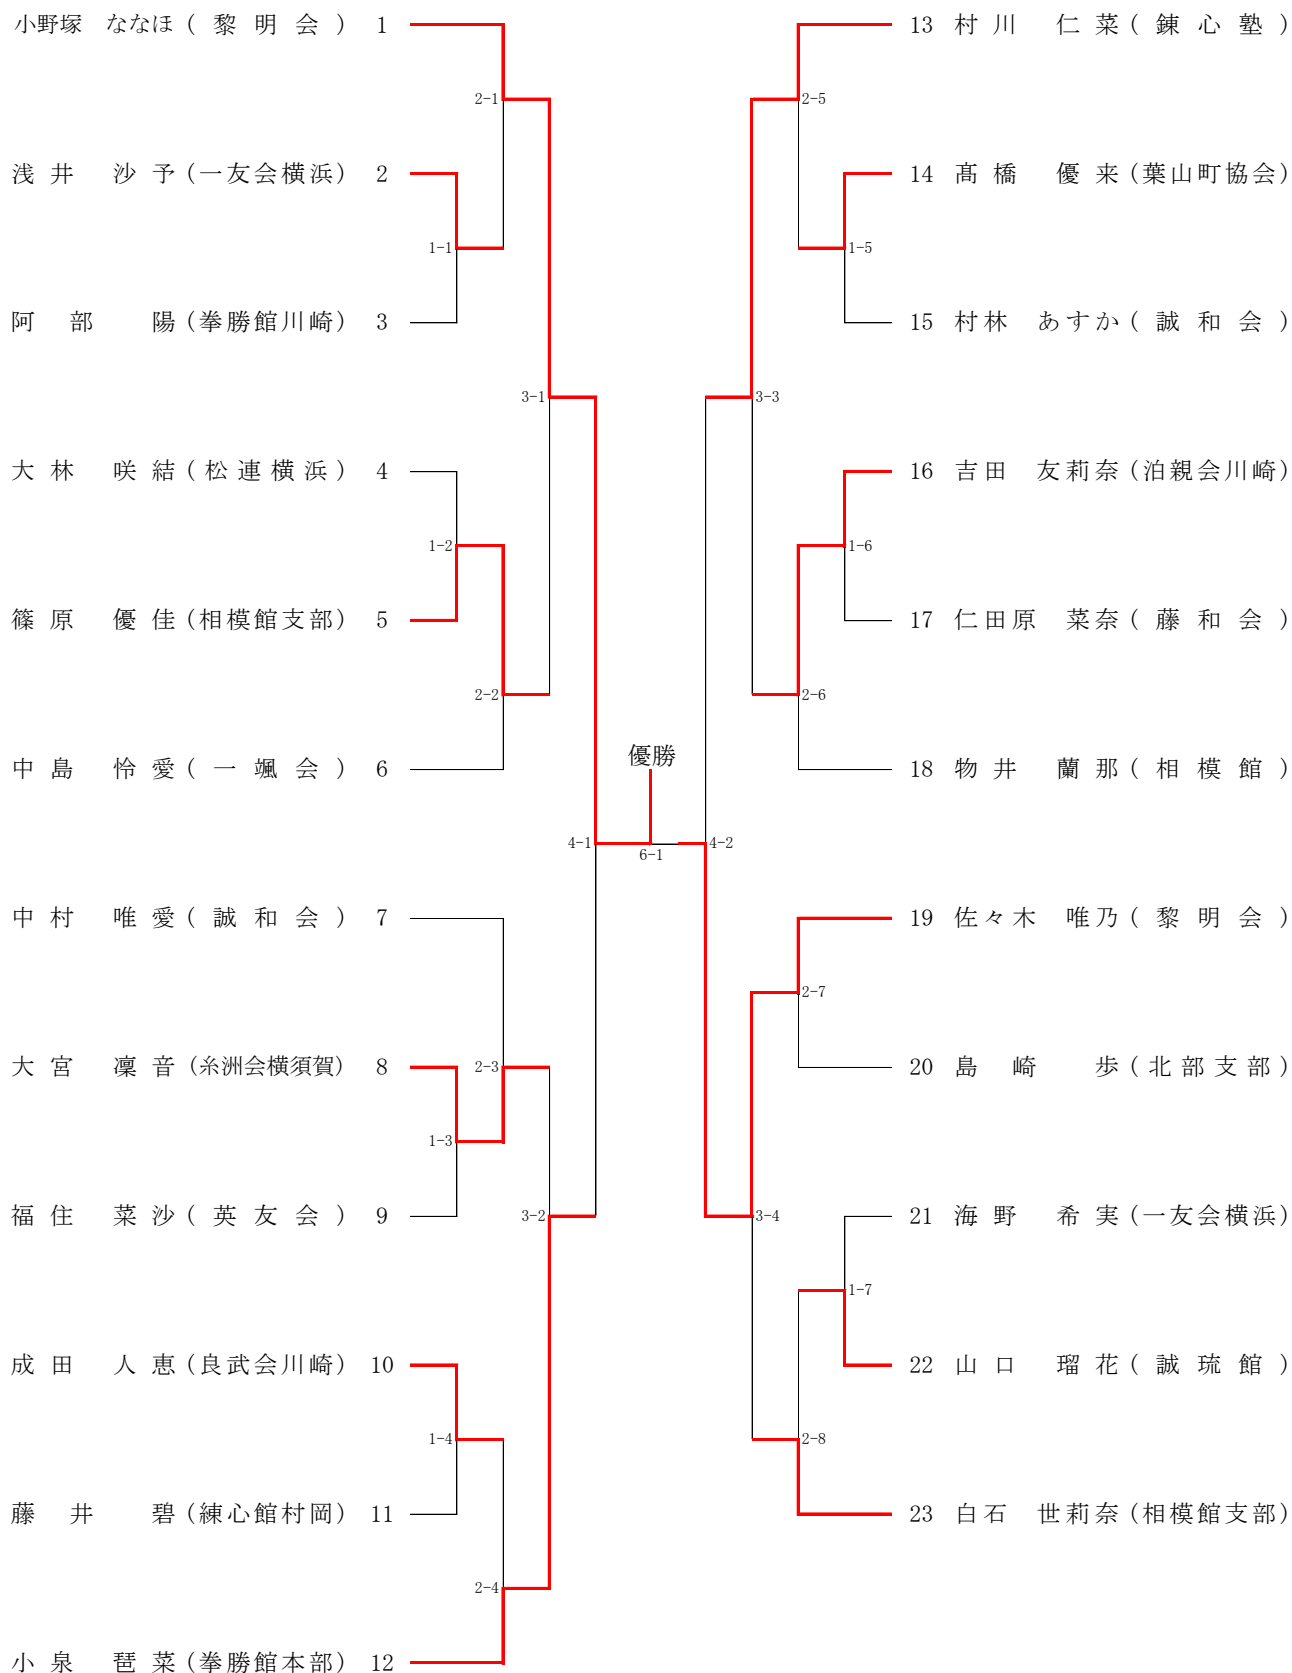 小野塚 ななほ ( 黎 明 会 ) 1
浅 井 沙 予 (一友会横浜) 2
阿 部 陽 (拳勝館川崎) 3
大 林 咲 結 ( 松 連 横 浜 ) 4
篠 原 優 佳 (相模館支部) 5
中 島 怜 愛 ( 一 颯 会 ) 6
中 村 唯 愛 ( 誠 和 会 ) 7
大 宮 凜 音 (糸洲会横須賀) 8
福 住 菜 沙 ( 英 友 会 ) 9
成 田 人 恵 (良武会川崎) 10
藤 井 碧 (練心館村岡) 11
小 泉 琶 菜 (拳勝館本部) 12
2-1
1-1
3-1
1-2
2-2
4-1
2-3
1-3
3-2
1-4
2-4
優勝
6-1
2-5
1-5
3-3
1-6
2-6
4-2
2-7
3-4
1-7
2-8
13 村 川 仁 菜 ( 錬 心 塾 )
14 髙 橋 優 来 (葉山町協会)
15 村林 あすか ( 誠 和 会 )
16 吉田 友莉奈 (泊親会川崎)
17 仁田原 菜奈 ( 藤 和 会 )
18 物 井 蘭 那 ( 相 模 館 )
19 佐々木 唯乃 ( 黎 明 会 )
20 島 崎 歩 ( 北 部 支 部 )
21 海 野 希 実 (一友会横浜)
22 山 口 瑠 花 ( 誠 琉 館 )
23 白石 世莉奈 (相模館支部)